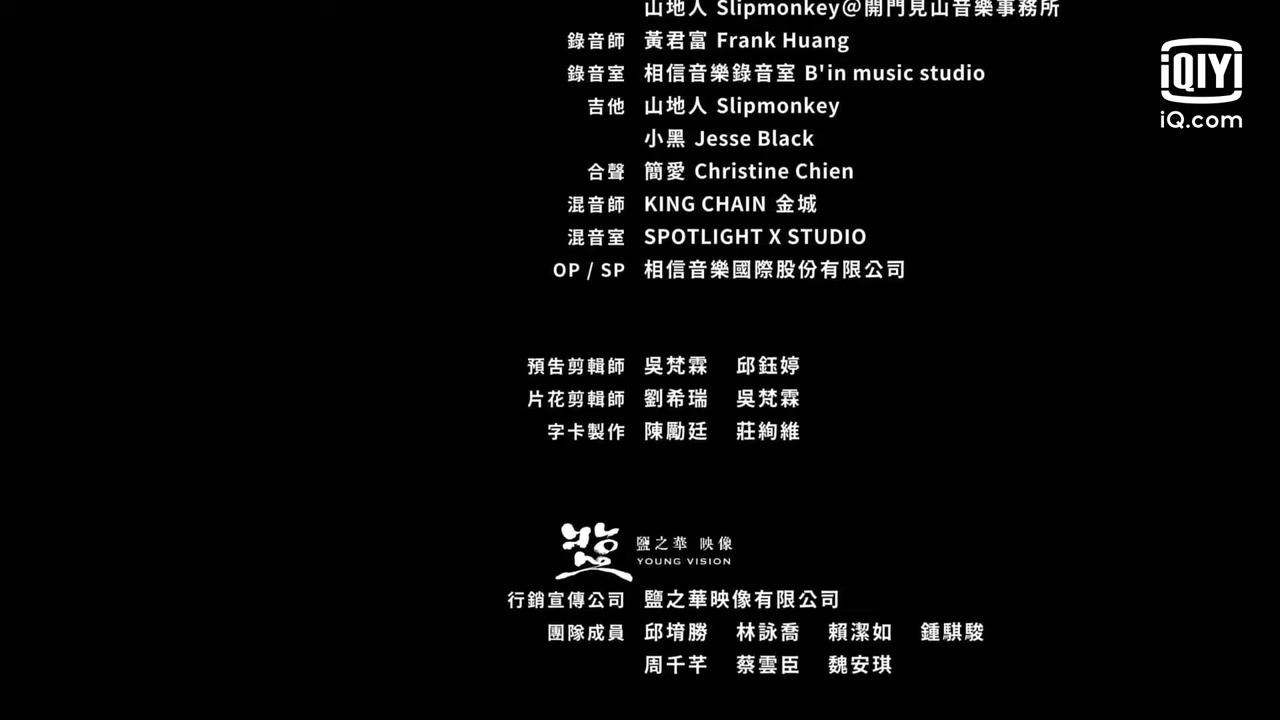 山地人 Slipmonkey@開門見山音樂事務所
錄音師 黃君富 Frank Huang
錄音室 相信音樂錄音室 B'in music studio
吉他 山地人 Slipmonkey
小黑 Jesse Black
合聲 簡愛 Christine Chien
混音師 KING CHAIN 金城
混音室 SPOTLIGHT X STUDIO
OP / SP 相信音樂國際股份有限公司
預告剪輯師 吳梵霖 邱鈺婷
片花剪輯師 劉希瑞 吳梵霖
字卡製作 陳勵廷 莊絢維
鹽之華 映像
YOUNG VISION
行銷宣傳公司 鹽之華映像有限公司
團隊成員 邱堉勝 林詠喬 賴潔如 鍾騏駿
周千芊 蔡雲臣 魏安琪
iQIYI
iQ.com